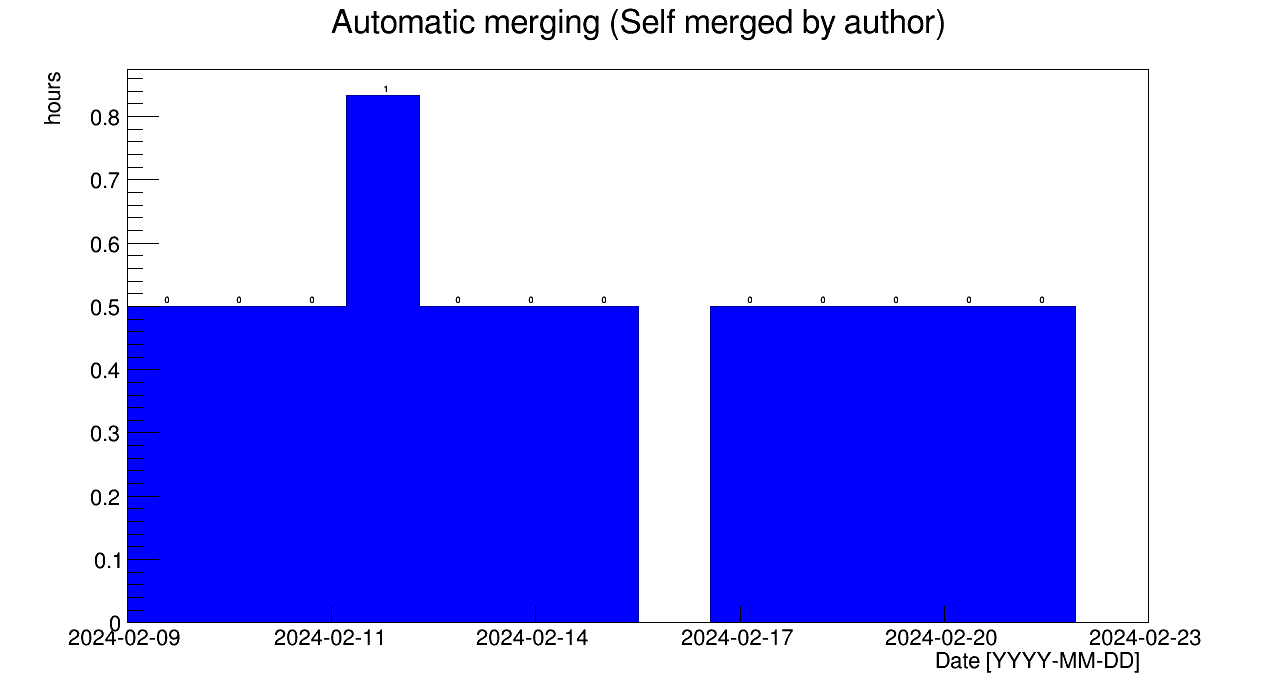 Automatic merging (Self merged by author)
hours
1
0.8
0.7
0.6
0 0 0 0 0 0 0 0 0 0 0
0.5
0.4
0.3
0.2
0.1
0
2024-02-09 2024-02-11 2024-02-14 2024-02-17 2024-02-20 2024-02-23
Date [YYYY-MM-DD]